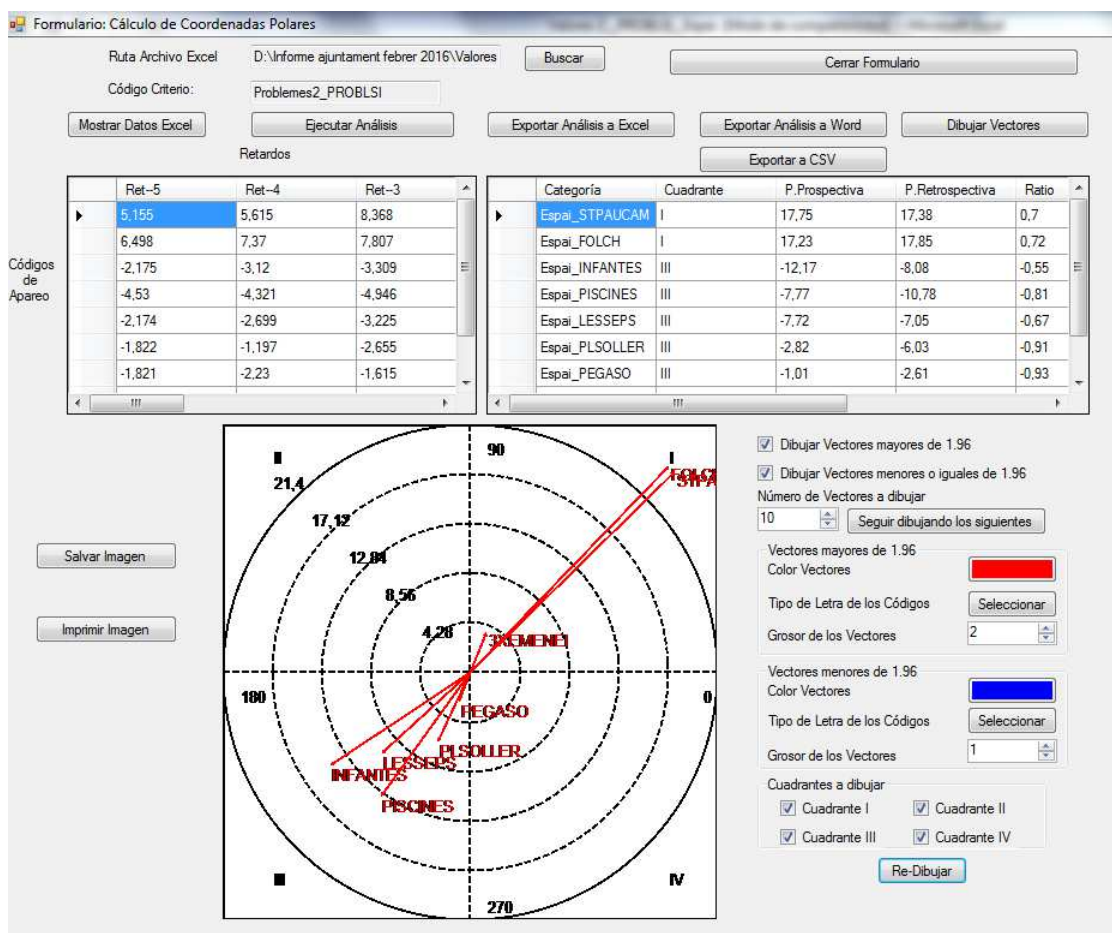 Formulario: Cálculo de Coordenadas Polares
Ruta Archivo Excel
D:\Informe ajuntament febrer 2016\Valores
Buscar
Cerrar Formulario
Código Criterio:
Problemes2_PROBLSI
Mostrar Datos Excel
Ejecutar Análisis
Exportar Análisis a Excel
Exportar Análisis a Word
Dibujar Vectores
Retardos
Exportar a CSV
Códigos
de
Apareo
Ret--5 Ret--4 Ret--3
5,155 5,615 8,368
6,498 7,37 7,807
-2,175 -3,12 -3,309
-4,53 -4,321 -4,946
-2,174 -2,699 -3,225
-1,822 -1,197 -2,655
-1,821 -2,23 -1,615
Categoría Cuadrante P.Prospectiva P.Retrospectiva Ratio
Espai_STPAUCAM I 17,75 17,38 0,7
Espai_FOLCH I 17,23 17,85 0,72
Espai_INFANTES III -12,17 -8,08 -0,55
Espai_PISCINES III -7,77 -10,78 -0,81
Espai_LESSEPS III -7,72 -7,05 -0,67
Espai_PLSOLLER III -2,82 -6,03 -0,91
Espai_PEGASO III -1,01 -2,61 -0,93
Salvar Imagen
Imprimir Imagen
II
90
I
21,4
17,12
12,84
8,56
4,28
180
0
PEGASO
PLSOLLER
LESSEPS
INFANTES
PISCINES
III
IV
270
Dibujar Vectores mayores de 1.96
Dibujar Vectores menores o iguales de 1.96
Número de Vectores a dibujar
10
Seguir dibujando los siguientes
Vectores mayores de 1.96
Color Vectores
Tipo de Letra de los Códigos
Seleccionar
Grosor de los Vectores
2
Vectores menores de 1.96
Color Vectores
Tipo de Letra de los Códigos
Seleccionar
Grosor de los Vectores
1
Cuadrantes a dibujar
Cuadrante I
Cuadrante II
Cuadrante III
Cuadrante IV
Re-Dibujar